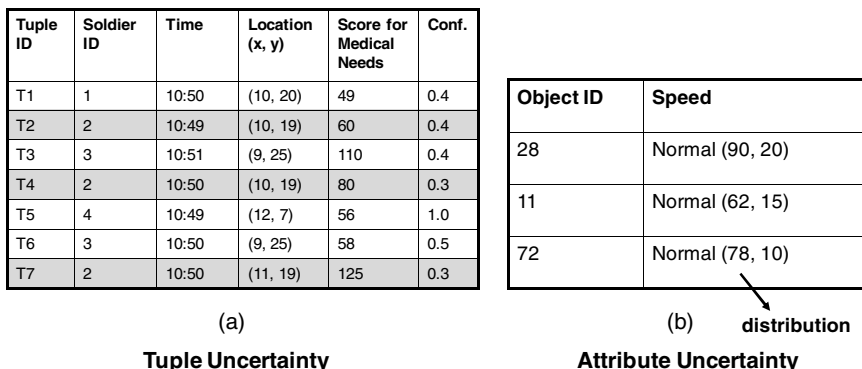 Tuple ID Soldier ID Time Location (x, y) Score for Medical Needs Conf.
T1 1 10:50 (10, 20) 49 0.4
T2 2 10:49 (10, 19) 60 0.4
T3 3 10:51 (9, 25) 110 0.4
T4 2 10:50 (10, 19) 80 0.3
T5 4 10:49 (12, 7) 56 1.0
T6 3 10:50 (9, 25) 58 0.5
T7 2 10:50 (11, 19) 125 0.3
(a)
Tuple Uncertainty
Object ID Speed
28 Normal (90, 20)
11 Normal (62, 15)
72 Normal (78, 10)
distribution
(b)
Attribute Uncertainty